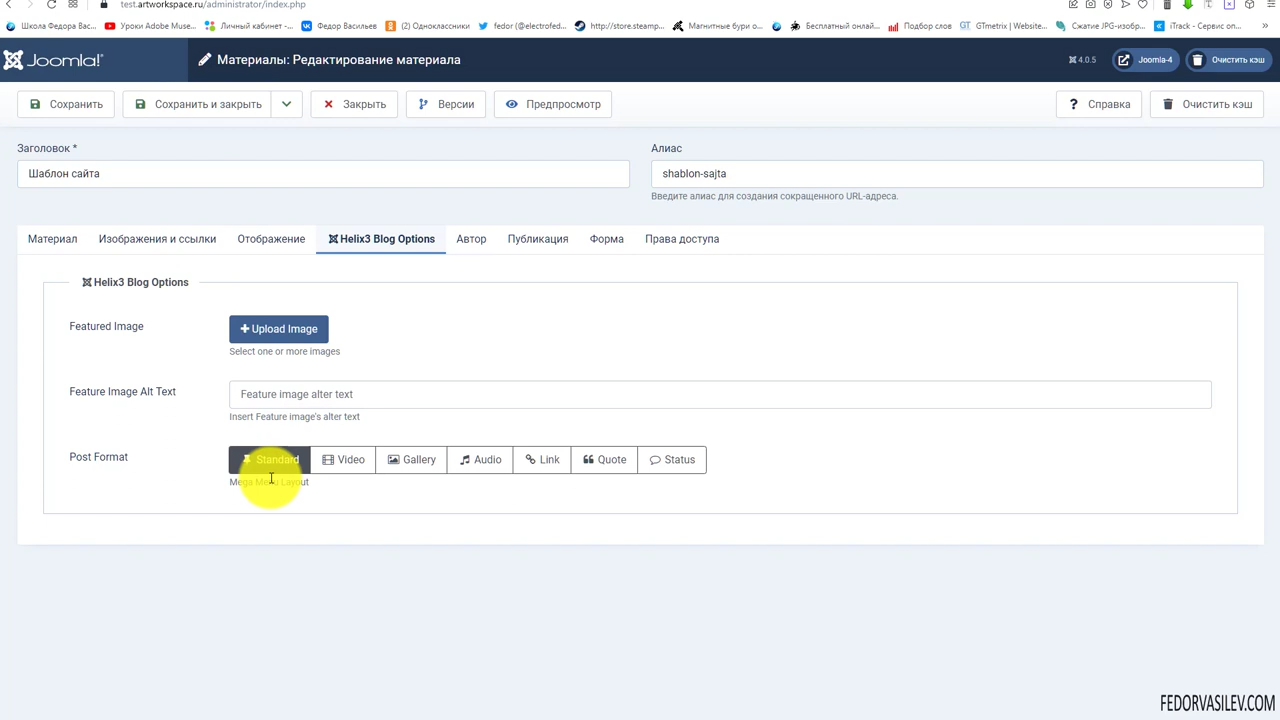 test.artworkspace.ru/administrator/index.php
Школа Федора Вас... Уроки Adobe Muse... Личный кабинет -... Федор Васильев (2) Одноклассники fedor (@electrofed... http://store.steamp... Магнитные бури о... Бесплатный онлай... Подбор слов GT GTmetrix | Website... Сжатие JPG-изобр... iTrack - Сервис оп...
Joomla!® Материалы: Редактирование материала 4.0.5 Joomla-4 Очистить кэш
Сохранить Сохранить и закрыть Закрыть Версии Предпросмотр ? Справка Очистить кэш
Заголовок * Алиас
Шаблон сайта shablon-sajta
Введите алиас для создания сокращенного URL-адреса.
Материал Изображения и ссылки Отображение Helix3 Blog Options Автор Публикация Форма Права доступа
Helix3 Blog Options
Featured Image + Upload Image
Select one or more images
Feature Image Alt Text Feature image alter text
Insert Feature image's alter text
Post Format Standard Video Gallery Audio Link Quote Status
Mega Menu Layout
FEDORVASILEV.COM